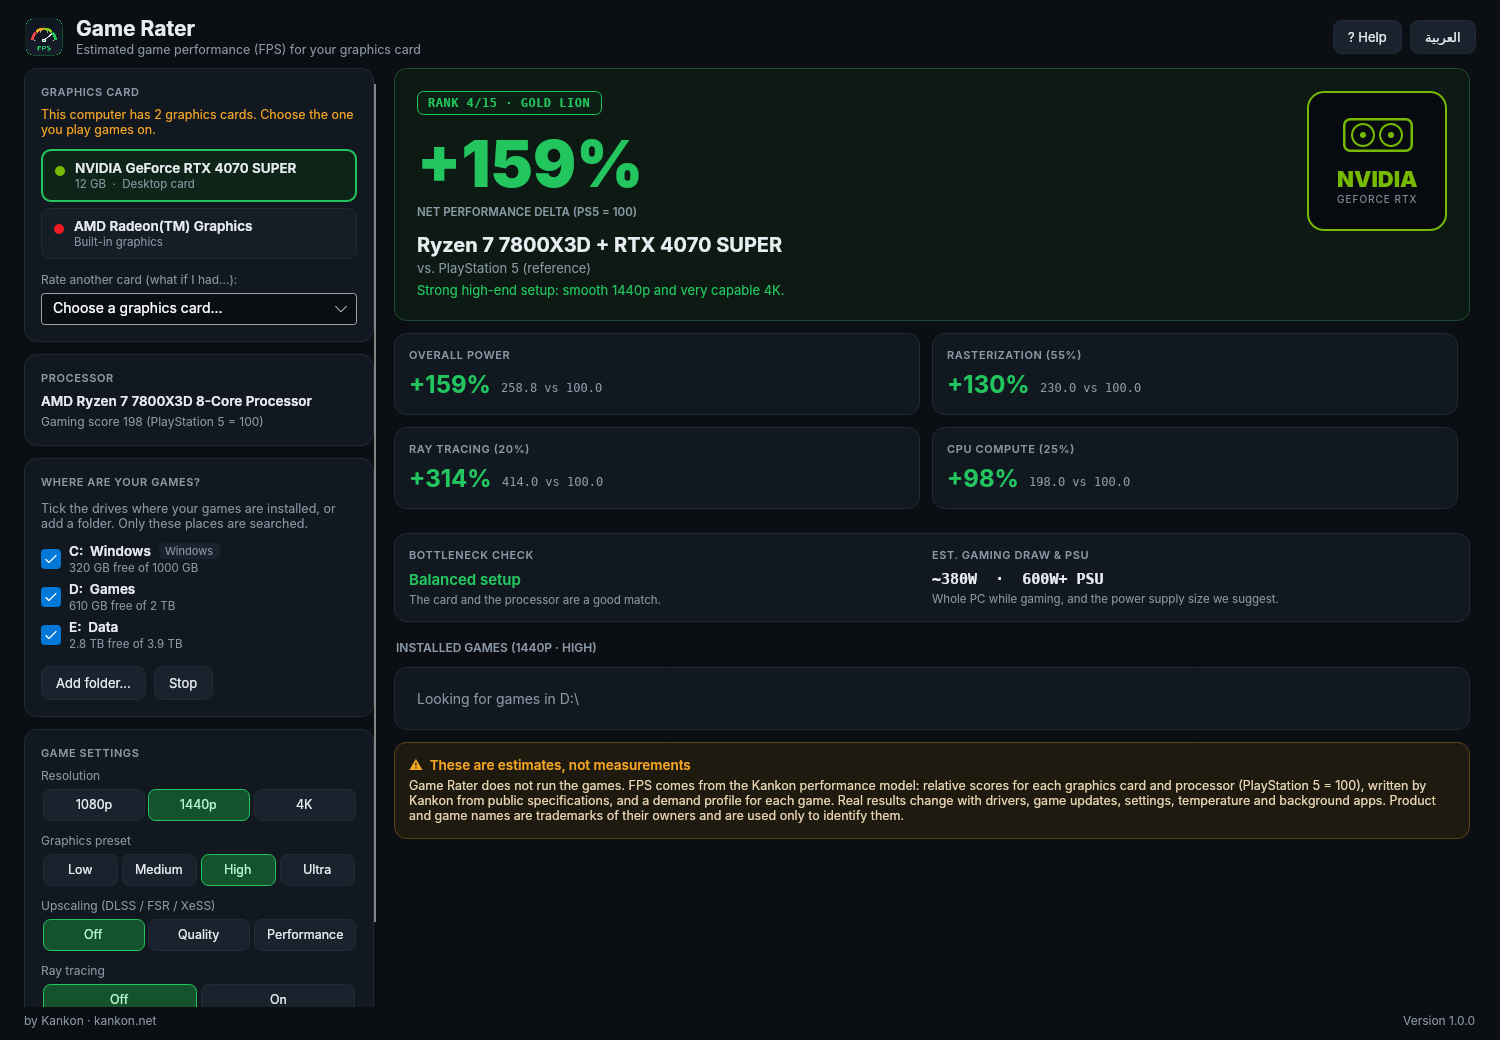 FPS
Game Rater
Estimated game performance (FPS) for your graphics card
? Help
العربية
GRAPHICS CARD
This computer has 2 graphics cards. Choose the one
you play games on.
NVIDIA GeForce RTX 4070 SUPER
12 GB · Desktop card
AMD Radeon(TM) Graphics
Built-in graphics
Rate another card (what if I had...):
Choose a graphics card...
PROCESSOR
AMD Ryzen 7 7800X3D 8-Core Processor
Gaming score 198 (PlayStation 5 = 100)
WHERE ARE YOUR GAMES?
Tick the drives where your games are installed, or
add a folder. Only these places are searched.
C: Windows Windows
320 GB free of 1000 GB
D: Games
610 GB free of 2 TB
E: Data
2.8 TB free of 3.9 TB
Add folder... Stop
GAME SETTINGS
Resolution
1080p 1440p 4K
Graphics preset
Low Medium High Ultra
Upscaling (DLSS / FSR / XeSS)
Off Quality Performance
Ray tracing
Off On
RANK 4/15 · GOLD LION
+159%
NET PERFORMANCE DELTA (PS5 = 100)
Ryzen 7 7800X3D + RTX 4070 SUPER
vs. PlayStation 5 (reference)
Strong high-end setup: smooth 1440p and very capable 4K.
NVIDIA
GEFORCE RTX
OVERALL POWER
+159% 258.8 vs 100.0
RASTERIZATION (55%)
+130% 230.0 vs 100.0
RAY TRACING (20%)
+314% 414.0 vs 100.0
CPU COMPUTE (25%)
+98% 198.0 vs 100.0
BOTTLENECK CHECK
Balanced setup
The card and the processor are a good match.
EST. GAMING DRAW & PSU
~380W · 600W+ PSU
Whole PC while gaming, and the power supply size we suggest.
INSTALLED GAMES (1440P · HIGH)
Looking for games in D:\
⚠ These are estimates, not measurements
Game Rater does not run the games. FPS comes from the Kankon performance model: relative scores for each graphics card and processor (PlayStation 5 = 100), written by
Kankon from public specifications, and a demand profile for each game. Real results change with drivers, game updates, settings, temperature and background apps. Product
and game names are trademarks of their owners and are used only to identify them.
by Kankon · kankon.net
Version 1.0.0